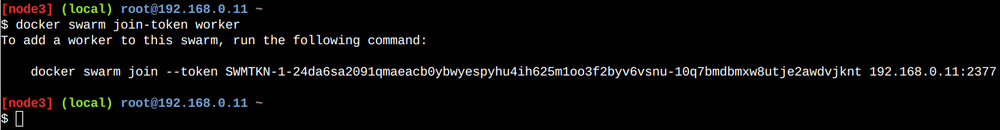 [node3] (local) root@192.168.0.11 ~
$ docker swarm join-token worker
To add a worker to this swarm, run the following command:
docker swarm join --token SWMTKN-1-24da6sa2091qmaeacb0ybwyespyhu4ih625m1oo3f2byv6vsnu-10q7bmdbmxw8utje2awdvjknt 192.168.0.11:2377
[node3] (local) root@192.168.0.11 ~
$